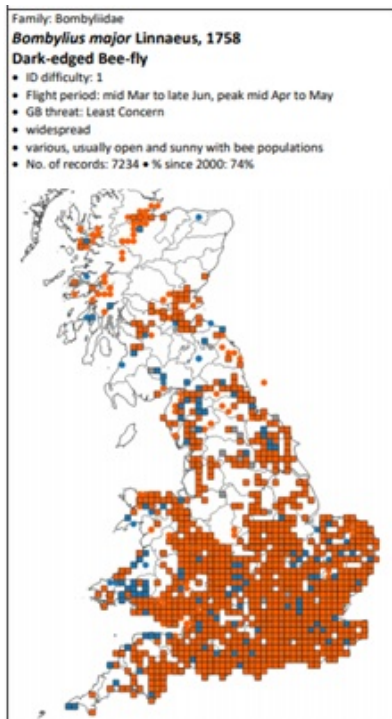 Family: Bombyliidae
Bombylius major Linnaeus, 1758
Dark-edged Bee-fly
• ID difficulty: 1
• Flight period: mid Mar to late Jun, peak mid Apr to May
• GB threat: Least Concern
• widespread
• various, usually open and sunny with bee populations
• No. of records: 7234 • % since 2000: 74%